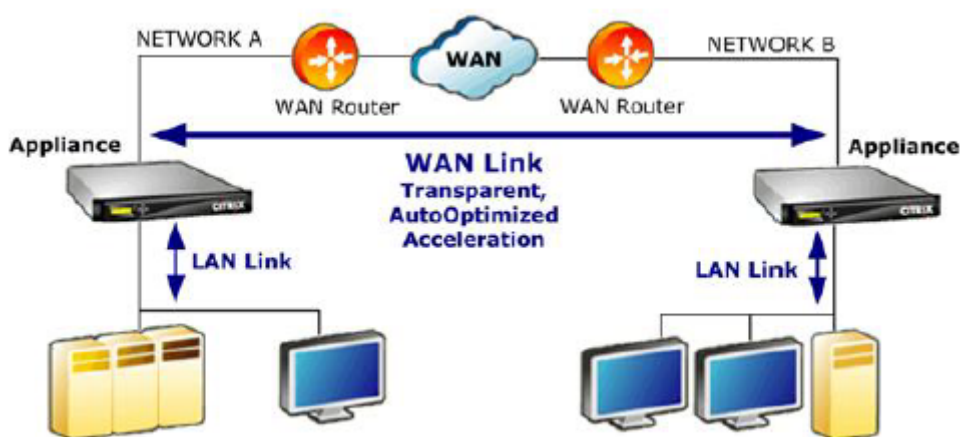 NETWORK A
WAN
NETWORK B
WAN Router
WAN Router
Appliance
Appliance
WAN Link
Transparent,
AutoOptimized
Acceleration
CITRIX
CITRIX
LAN Link
LAN Link